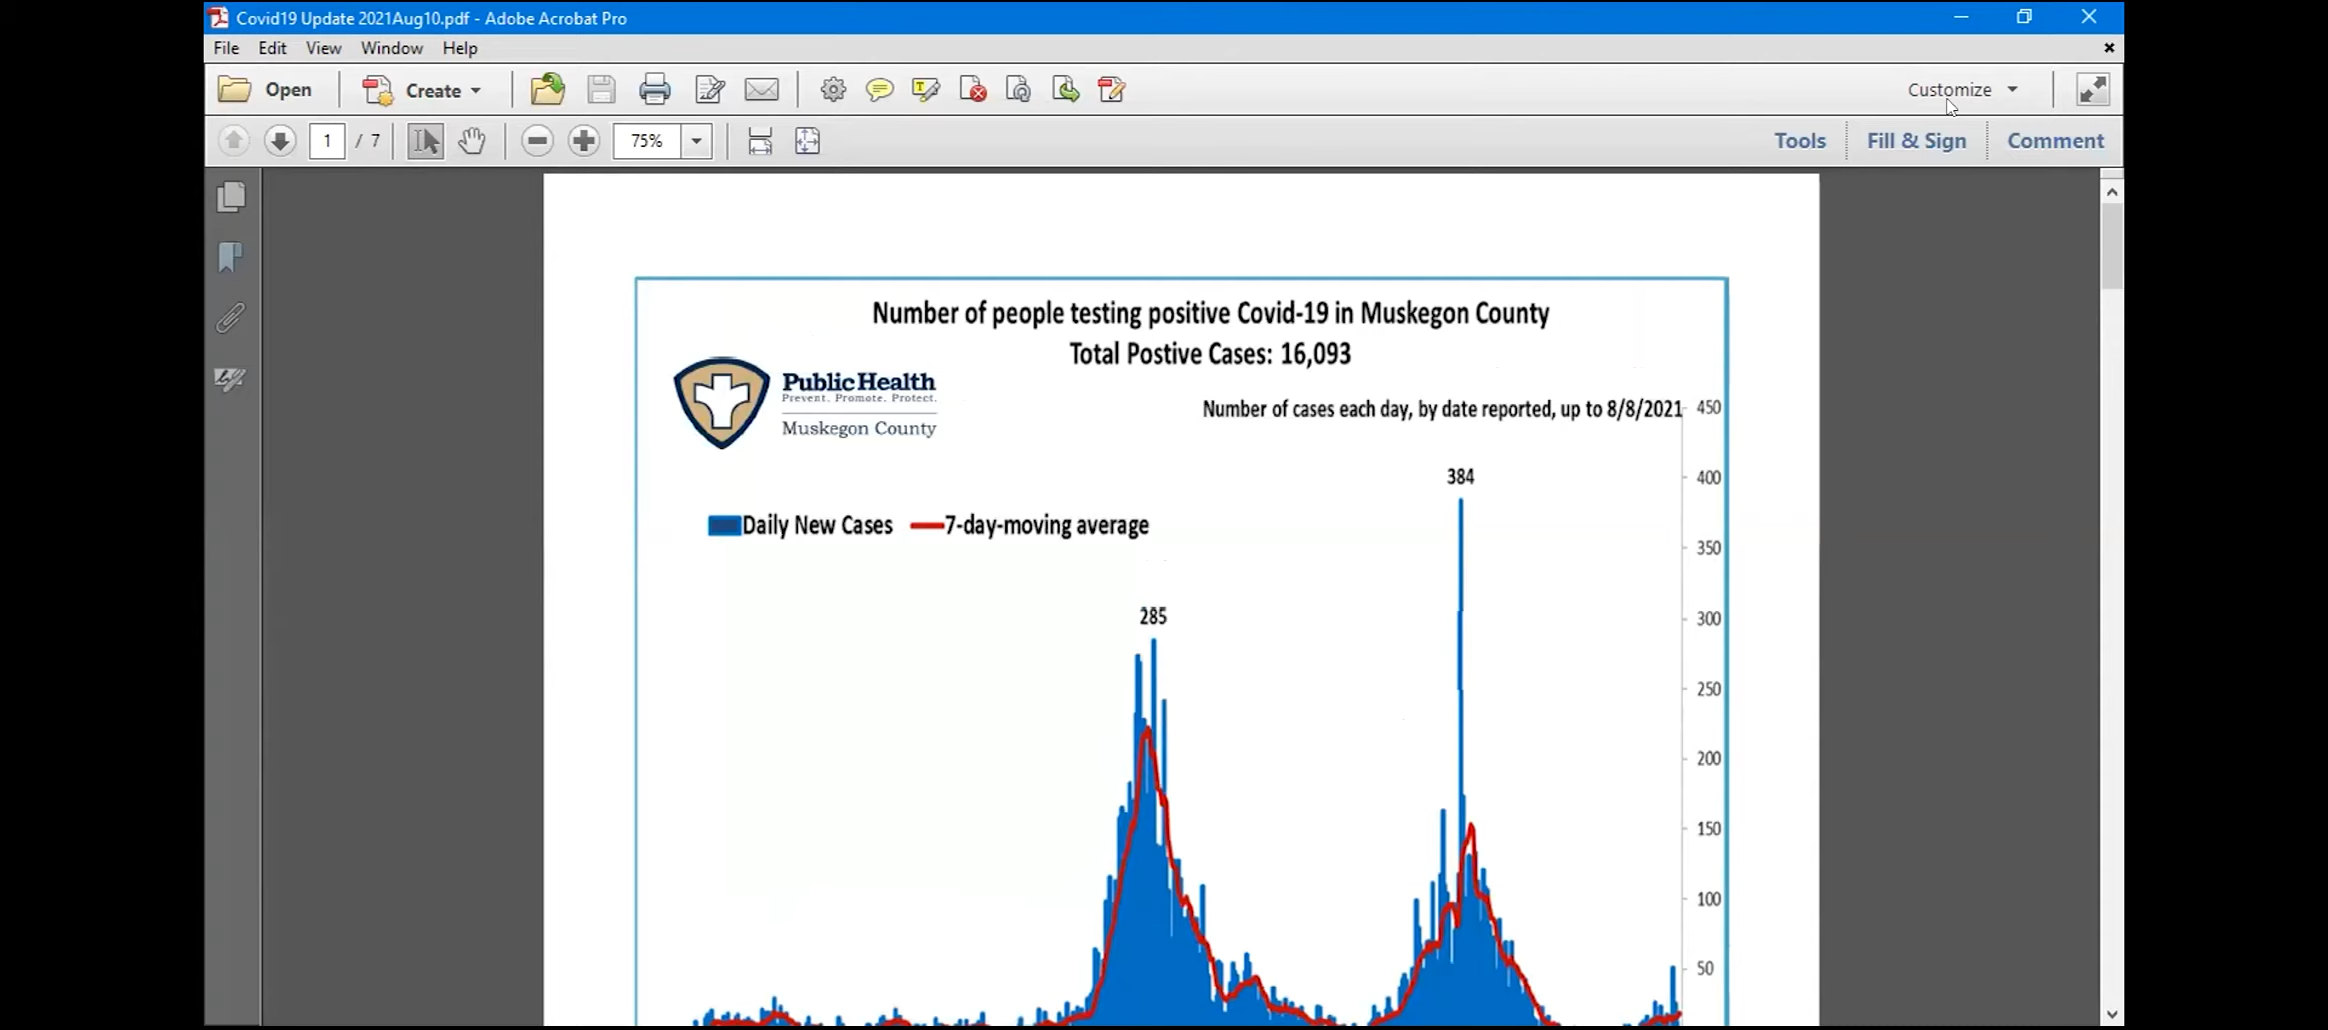 Covid19 Update 2021Aug10.pdf - Adobe Acrobat Pro
File Edit View Window Help
Open Create Customize
1 / 7 75% Tools Fill & Sign Comment
Number of people testing positive Covid-19 in Muskegon County
Total Postive Cases: 16,093
Public Health
Prevent. Promote. Protect.
Muskegon County
Number of cases each day, by date reported, up to 8/8/2021
450
384
400
Daily New Cases 7-day-moving average
350
285
300
250
200
150
100
50